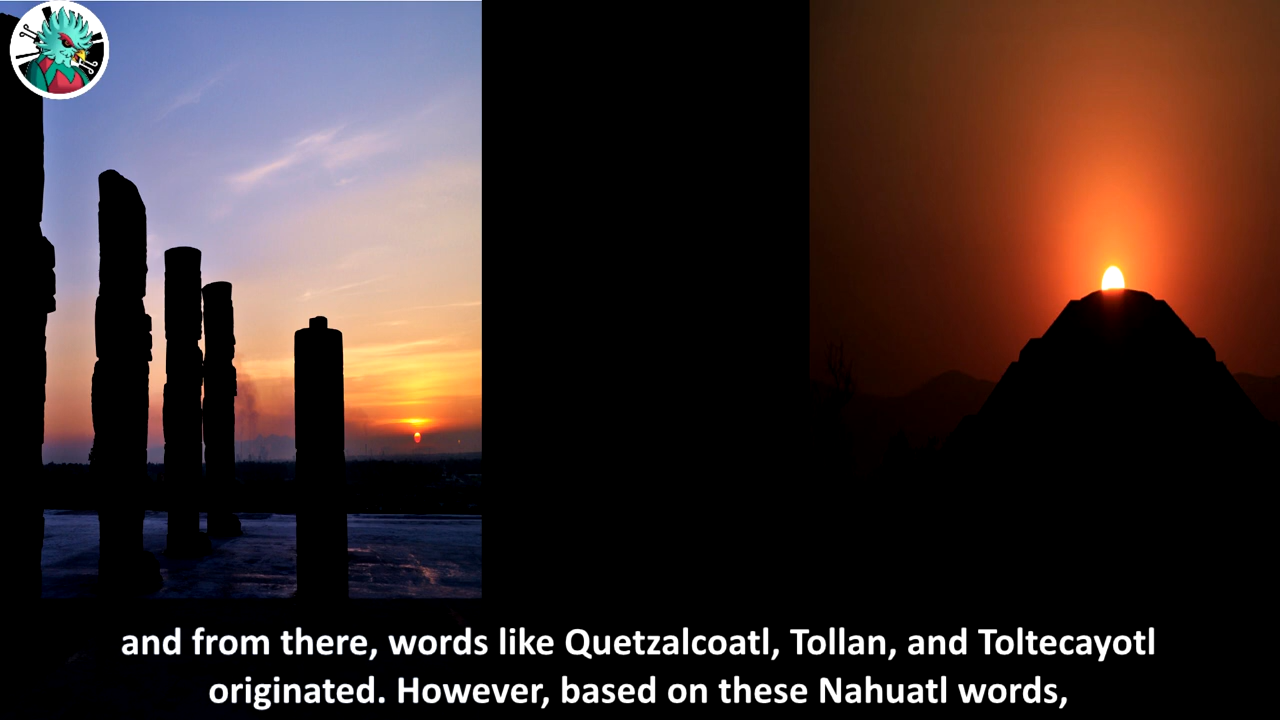 and from there, words like Quetzalcoatl, Tollan, and Toltecayotl
originated. However, based on these Nahuatl words,